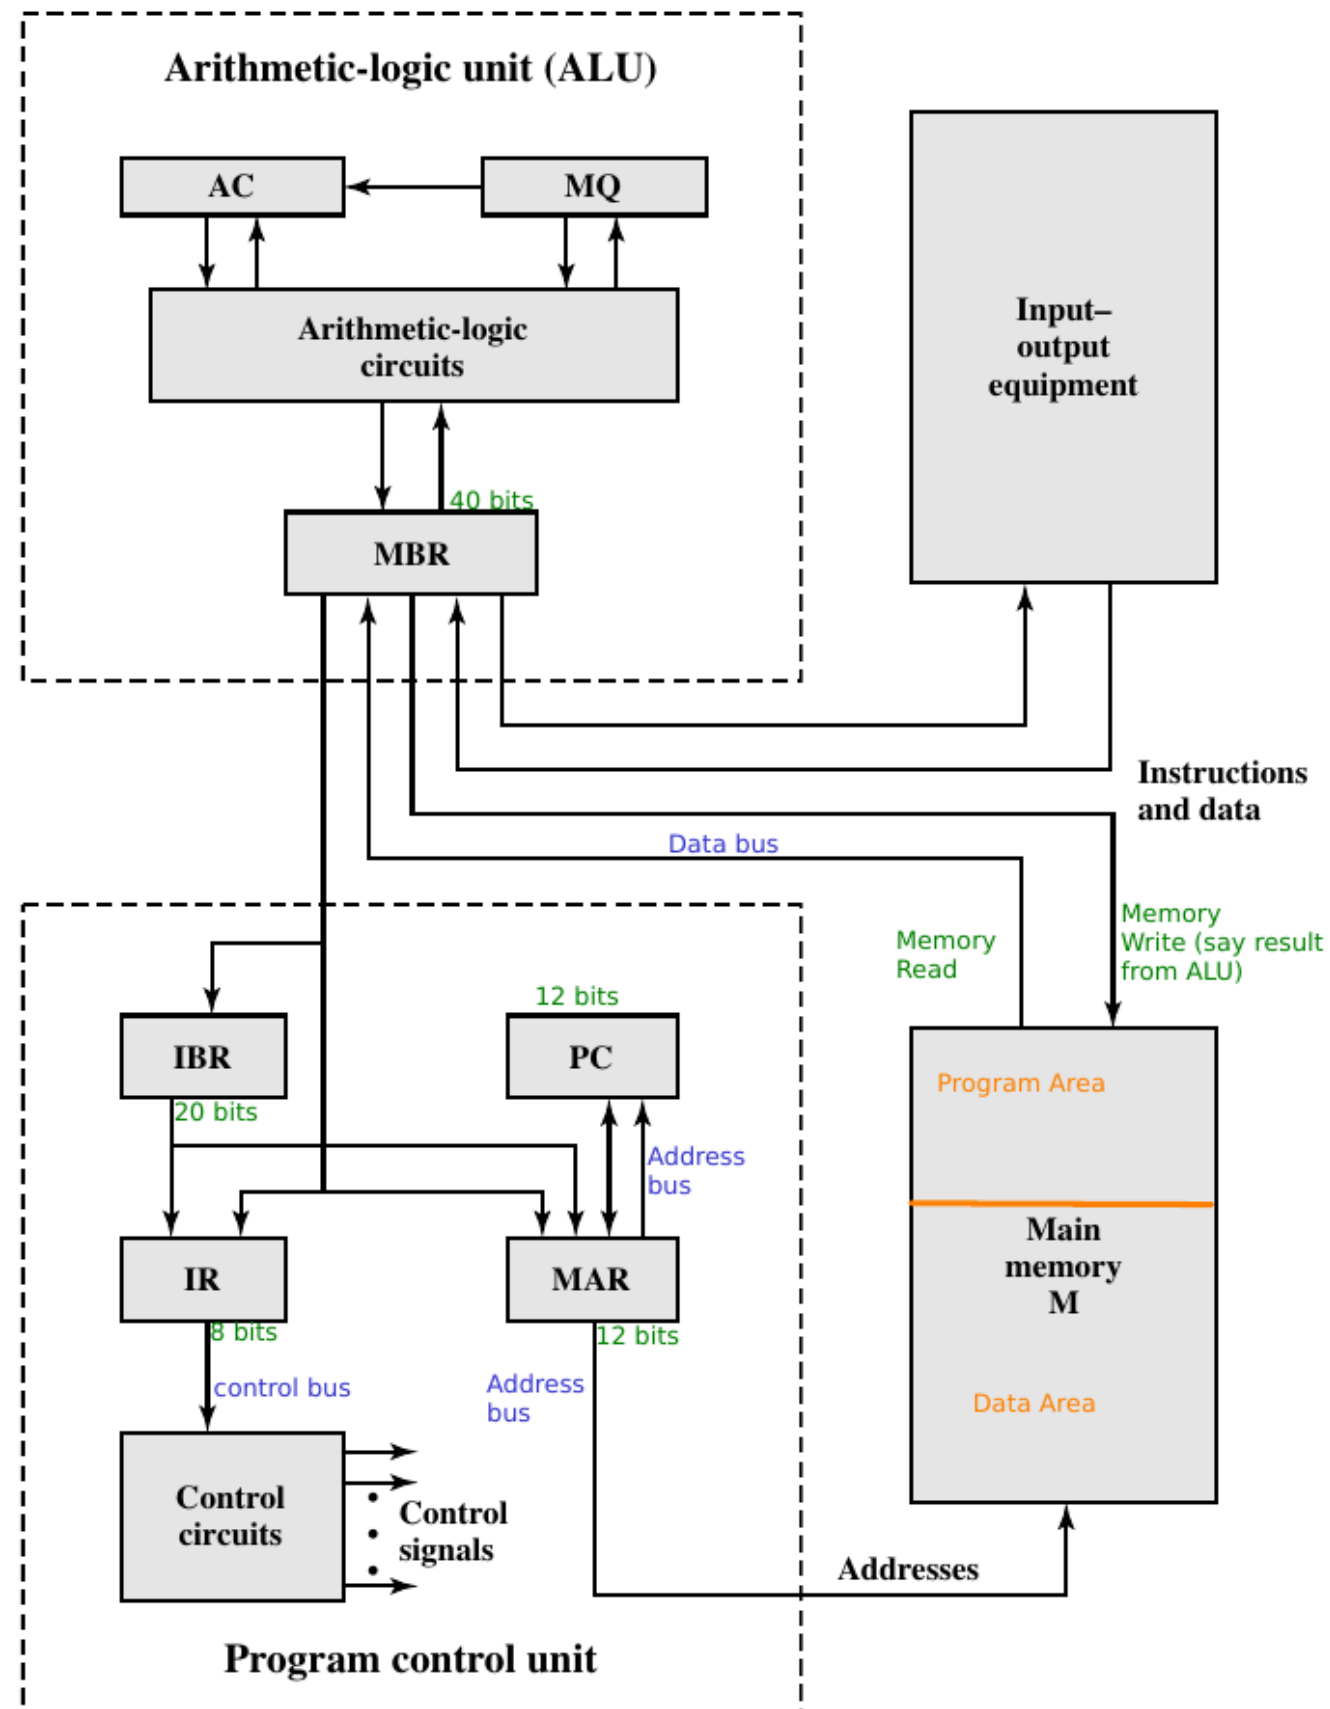 Arithmetic-logic unit (ALU)
AC
MQ
Arithmetic-logic
circuits
40 bits
MBR
Input–
output
equipment
Instructions
and data
Data bus
Memory
Read
Memory
Write (say result
from ALU)
12 bits
IBR
PC
20 bits
Address
bus
IR
MAR
8 bits
12 bits
control bus
Address
bus
Program Area
Main
memory
M
Data Area
Control
circuits
Control
signals
Addresses
Program control unit